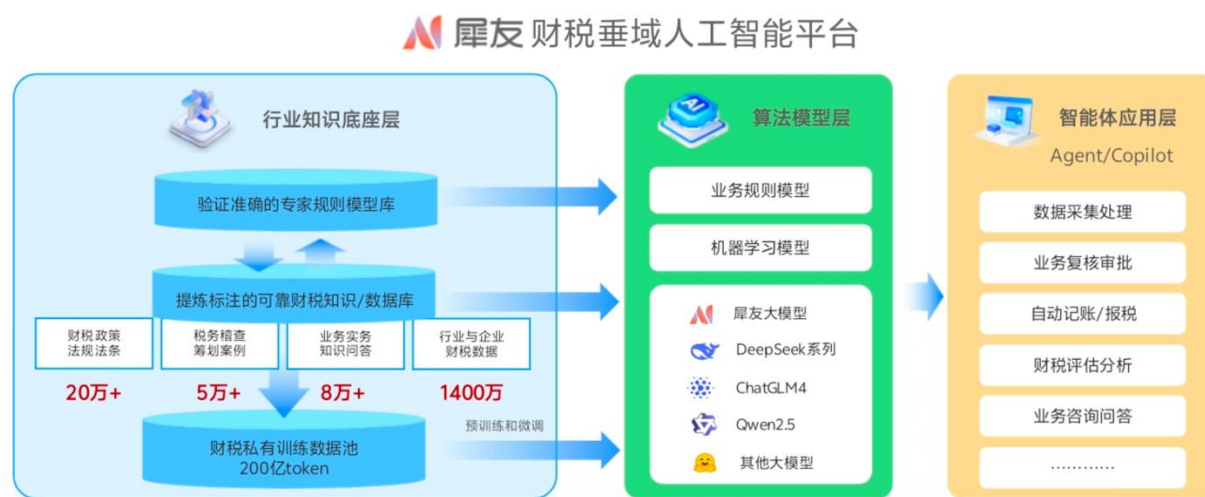 犀友 财税垂域人工智能平台
行业知识底座层
验证准确的专家规则模型库
提炼标注的可靠财税知识/数据库
财税政策
法规法条
税务稽查
筹划案例
业务实务
知识问答
行业与企业
财税数据
20万+
5万+
8万+
1400万
财税私有训练数据池
200亿token
预训练和微调
算法模型层
AI
业务规则模型
机器学习模型
犀友大模型
DeepSeek系列
ChatGLM4
Qwen2.5
其他大模型
智能体应用层
Agent/Copilot
数据采集处理
业务复核审批
自动记账/报税
财税评估分析
业务咨询问答
…………